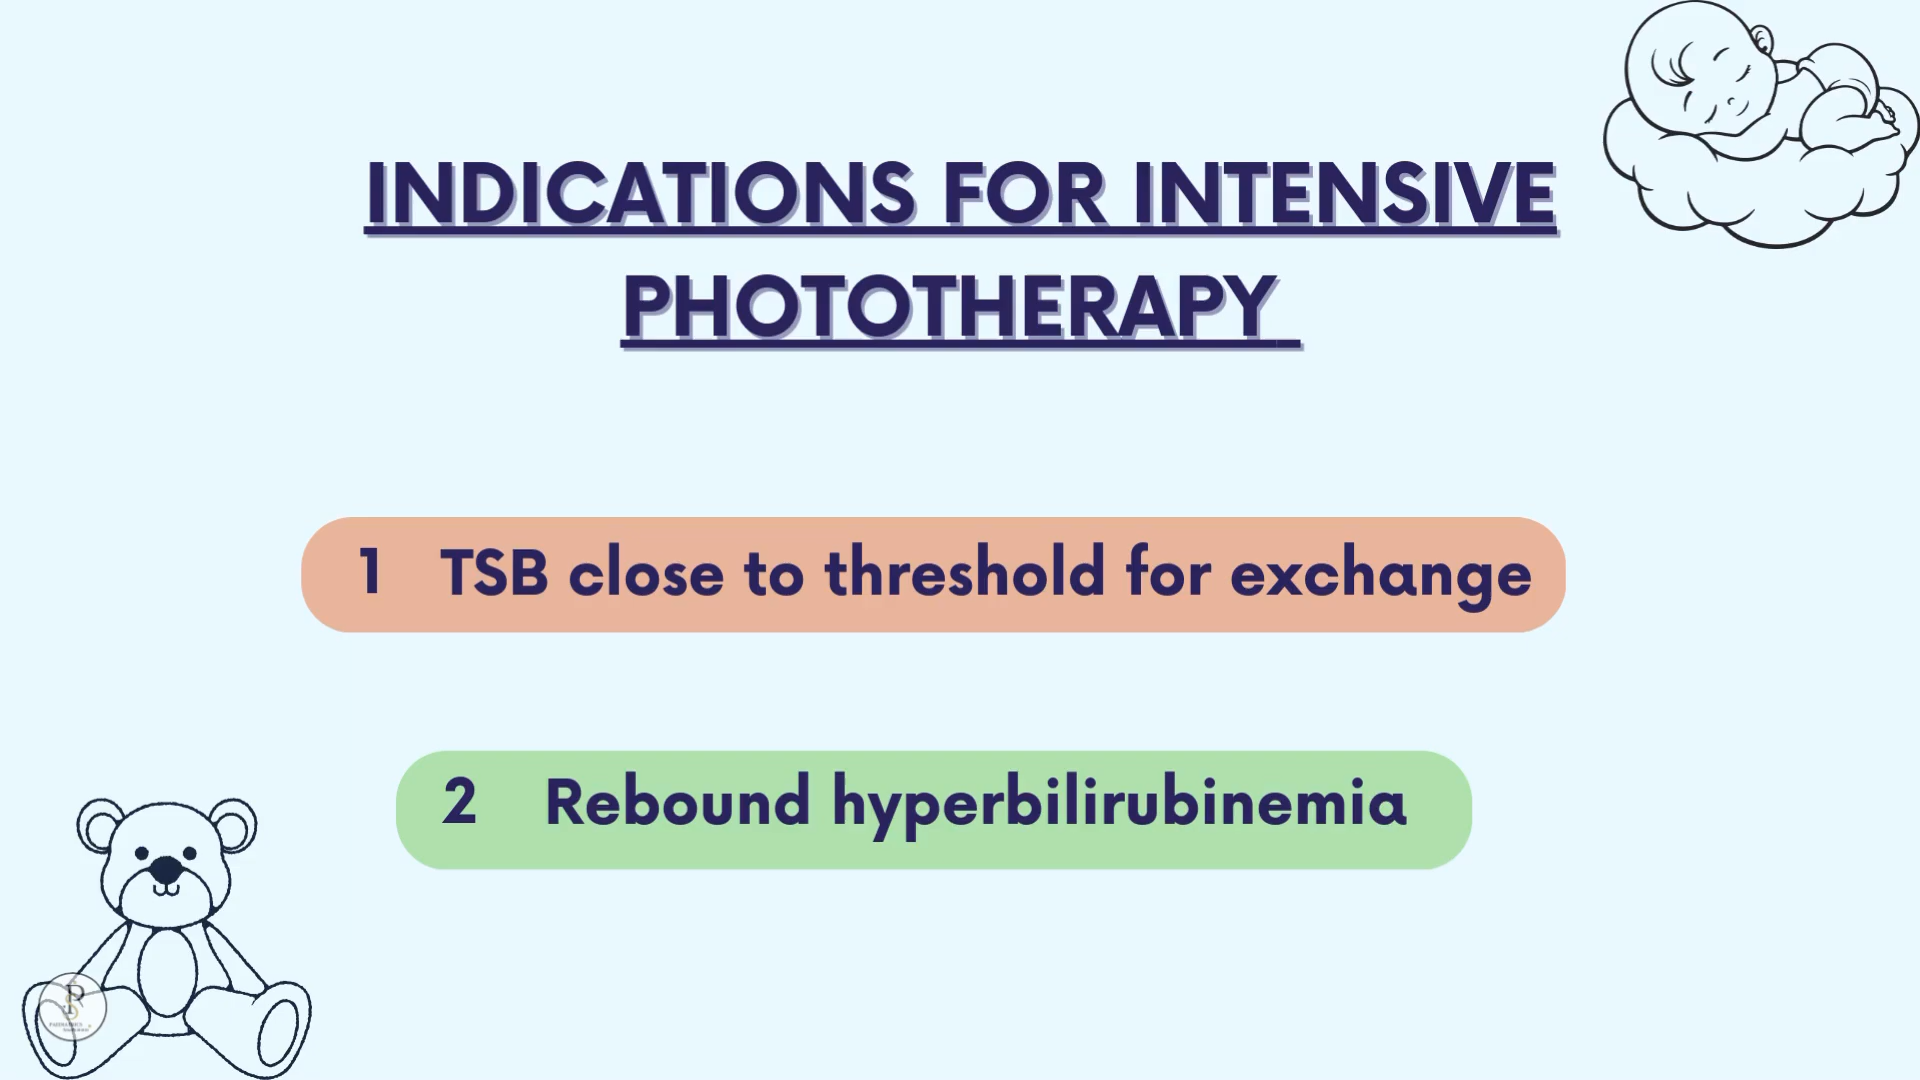 INDICATIONS FOR INTENSIVE
PHOTOTHERAPY
1 TSB close to threshold for exchange
2 Rebound hyperbilirubinemia